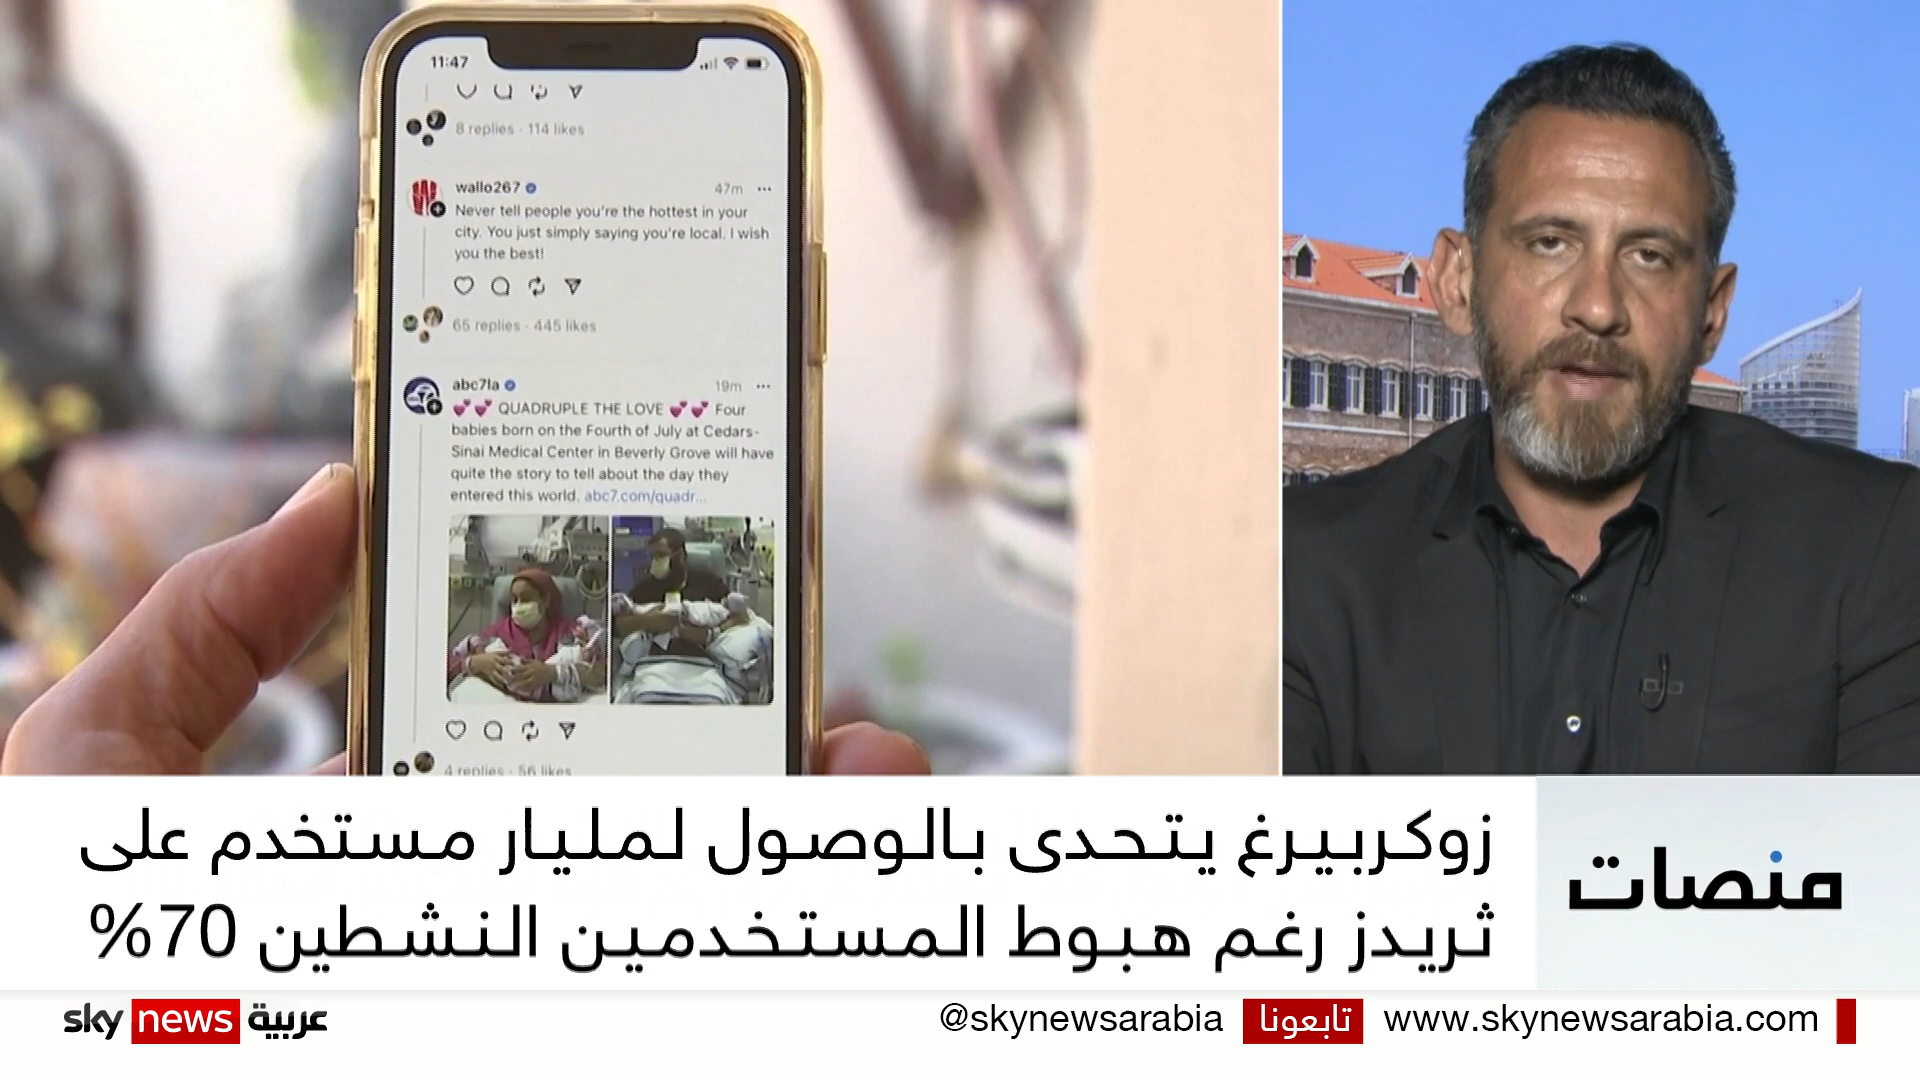 11:47
8 replies · 114 likes
wallo267 47m
Never tell people you're the hottest in your
city. You just simply saying you're local. I wish
you the best!
65 replies · 445 likes
abc7la 19m
💕💕 QUADRUPLE THE LOVE 💕💕 Four
babies born on the Fourth of July at Cedars-
Sinai Medical Center in Beverly Grove will have
quite the story to tell about the day they
entered this world. abc7.com/quadr...
4 replies · 56 likes
منصات
زوكربيرغ يتحدى بالوصول لمليار مستخدم على
ثريدز رغم هبوط المستخدمين النشطين 70%
sky news عربية
@skynewsarabia تابعونا www.skynewsarabia.com